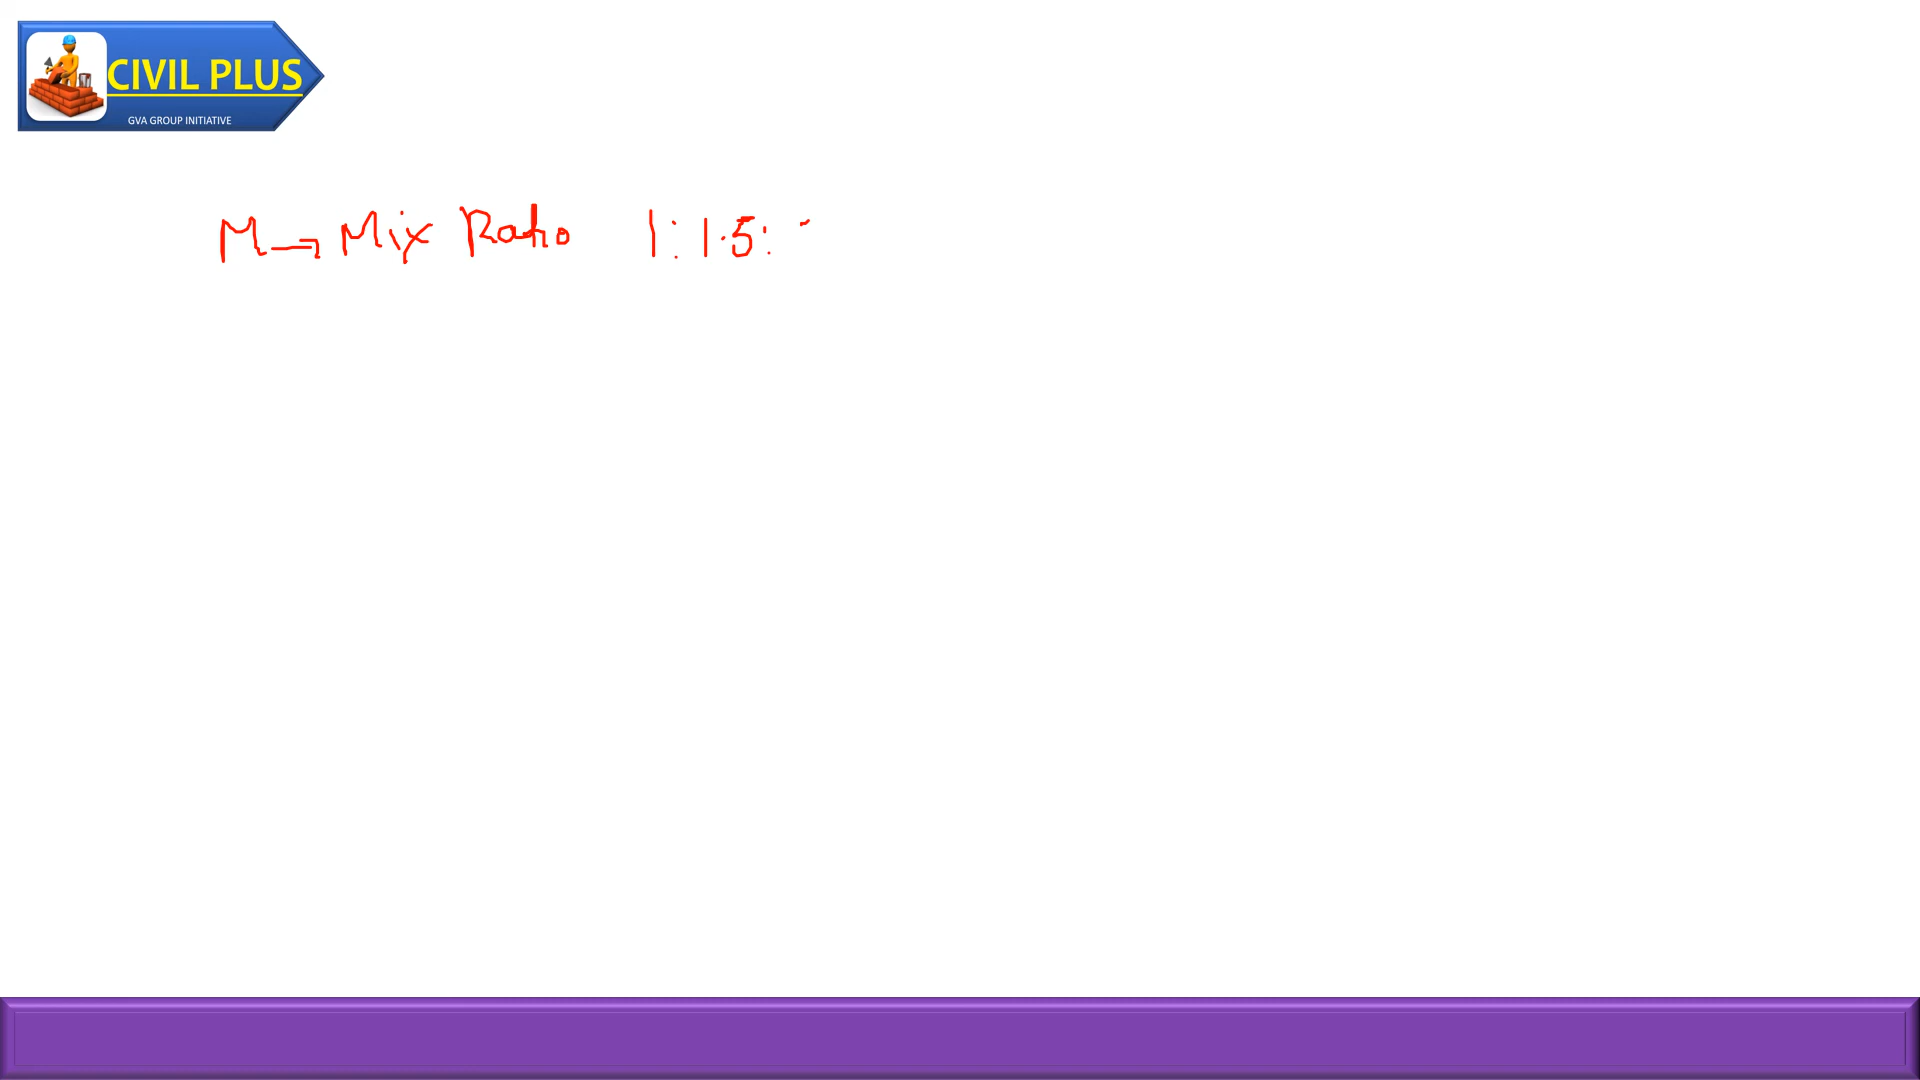 CIVIL PLUS
GVA GROUP INITIATIVE
M → Mix Ratio 1:1.5: